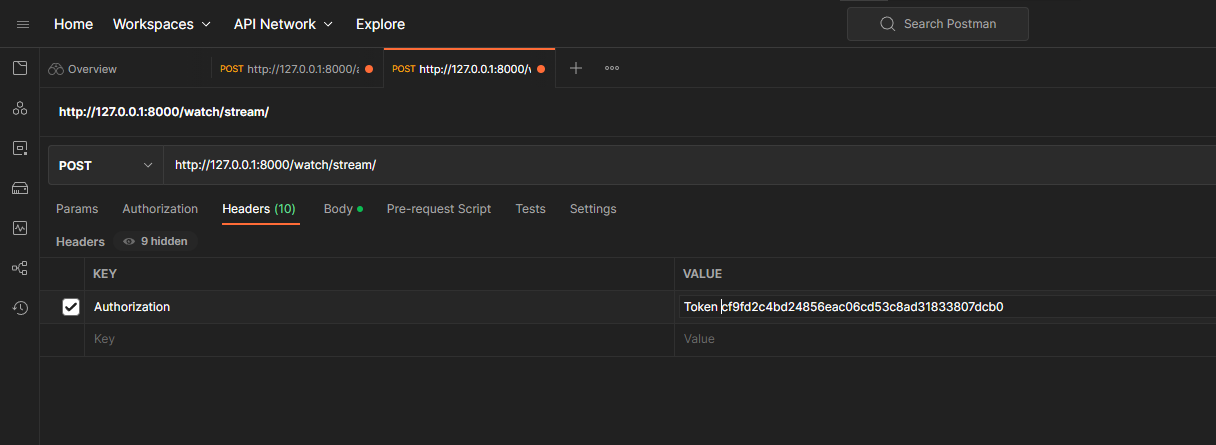 Home Workspaces API Network Explore Search Postman
Overview POST http://127.0.0.1:8000/a POST http://127.0.0.1:8000/w
http://127.0.0.1:8000/watch/stream/
POST http://127.0.0.1:8000/watch/stream/
Params Authorization Headers (10) Body Pre-request Script Tests Settings
Headers 9 hidden
KEY VALUE
Authorization Token cf9fd2c4bd24856eac06cd53c8ad31833807dcb0
Key Value